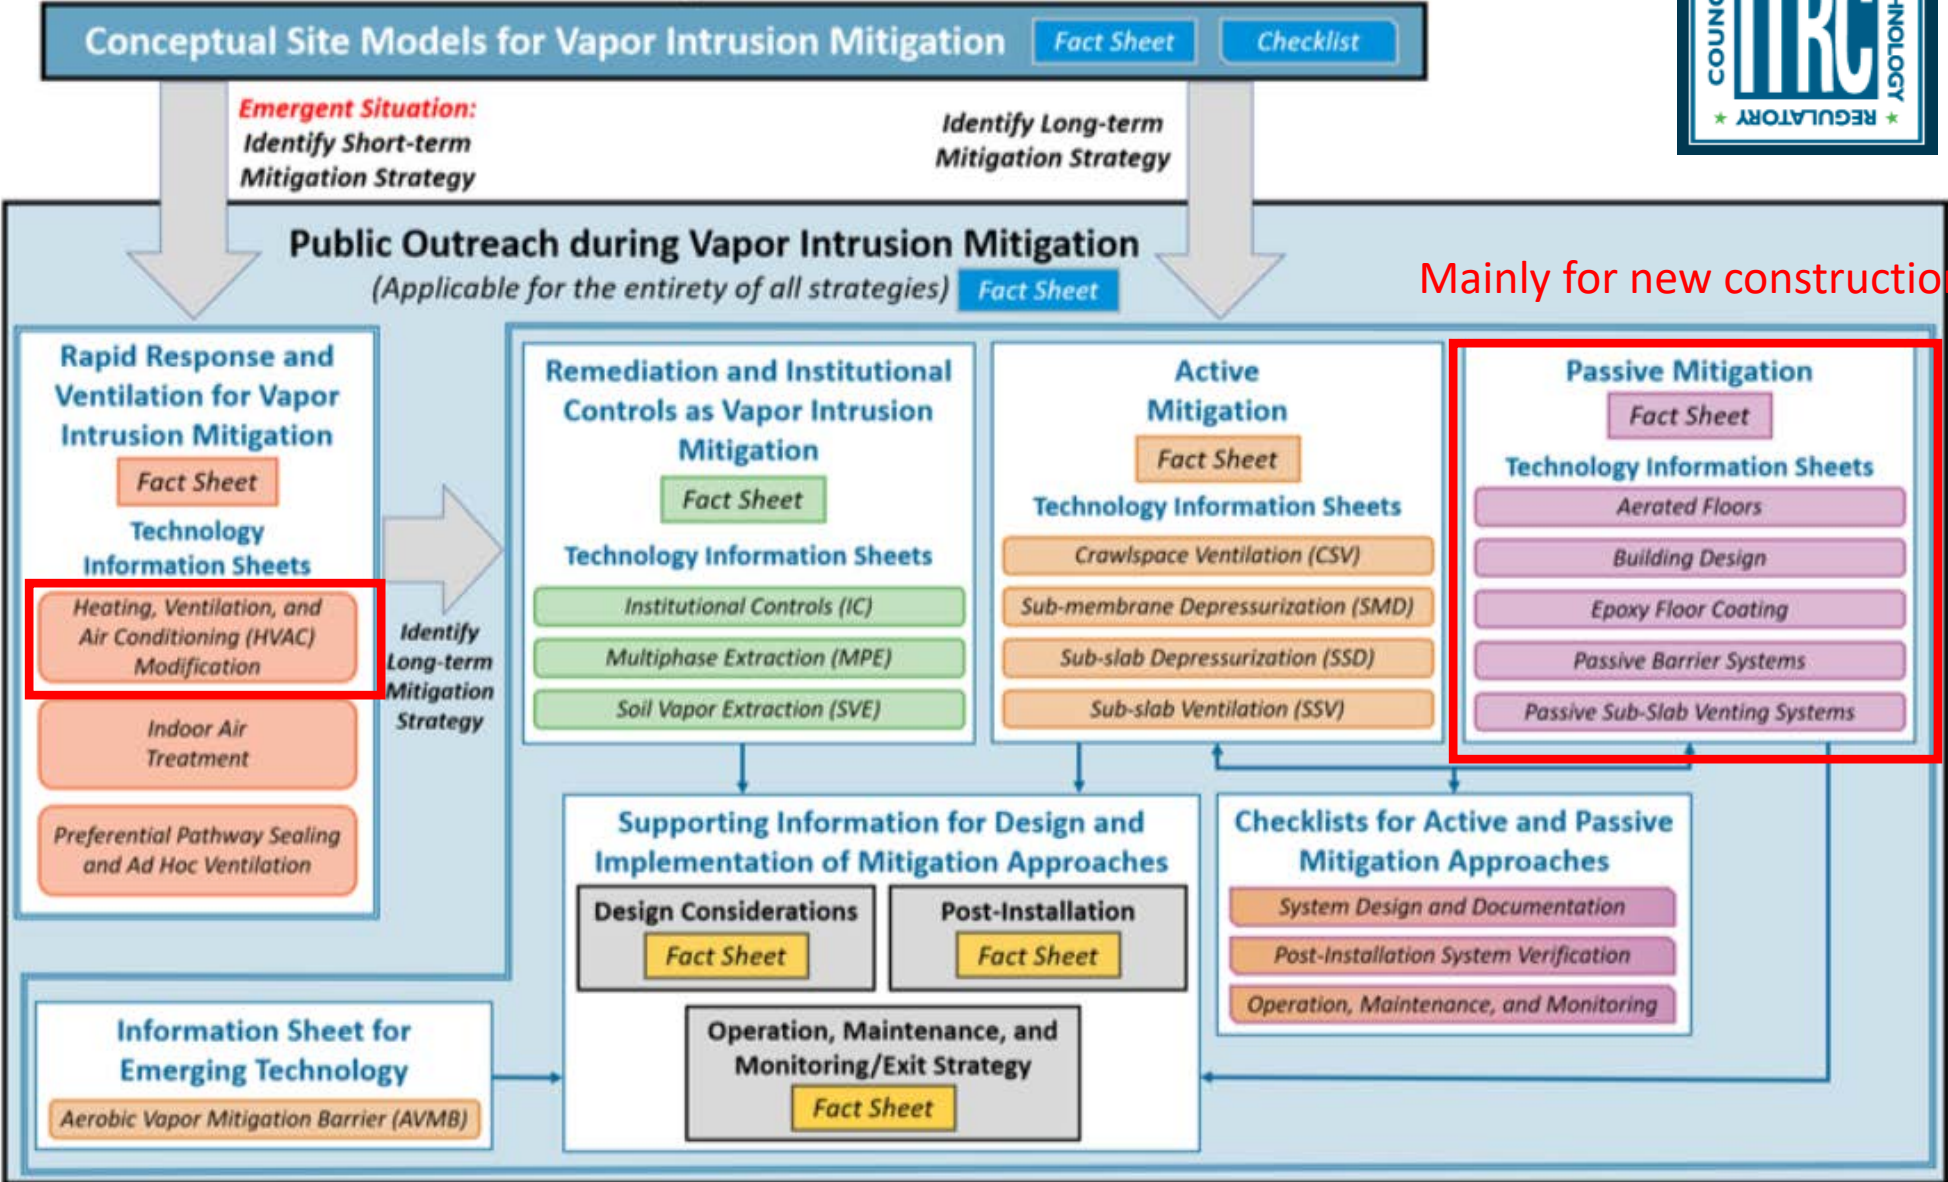 Conceptual Site Models for Vapor Intrusion Mitigation
Fact Sheet
Checklist
ITRC
HNOLOGY
REGULATORY
COUNC
Emergent Situation:
Identify Short-term
Mitigation Strategy
Identify Long-term
Mitigation Strategy
Public Outreach during Vapor Intrusion Mitigation
(Applicable for the entirety of all strategies)
Fact Sheet
Mainly for new constructio
Rapid Response and
Ventilation for Vapor
Intrusion Mitigation
Fact Sheet
Technology
Information Sheets
Heating, Ventilation, and
Air Conditioning (HVAC)
Modification
Indoor Air
Treatment
Preferential Pathway Sealing
and Ad Hoc Ventilation
Identify
Long-term
Mitigation
Strategy
Remediation and Institutional
Controls as Vapor Intrusion
Mitigation
Fact Sheet
Technology Information Sheets
Institutional Controls (IC)
Multiphase Extraction (MPE)
Soil Vapor Extraction (SVE)
Active
Mitigation
Fact Sheet
Technology Information Sheets
Crawlspace Ventilation (CSV)
Sub-membrane Depressurization (SMD)
Sub-slab Depressurization (SSD)
Sub-slab Ventilation (SSV)
Passive Mitigation
Fact Sheet
Technology Information Sheets
Aerated Floors
Building Design
Epoxy Floor Coating
Passive Barrier Systems
Passive Sub-Slab Venting Systems
Supporting Information for Design and
Implementation of Mitigation Approaches
Design Considerations
Fact Sheet
Post-Installation
Fact Sheet
Operation, Maintenance, and
Monitoring/Exit Strategy
Fact Sheet
Checklists for Active and Passive
Mitigation Approaches
System Design and Documentation
Post-Installation System Verification
Operation, Maintenance, and Monitoring
Information Sheet for
Emerging Technology
Aerobic Vapor Mitigation Barrier (AVMB)